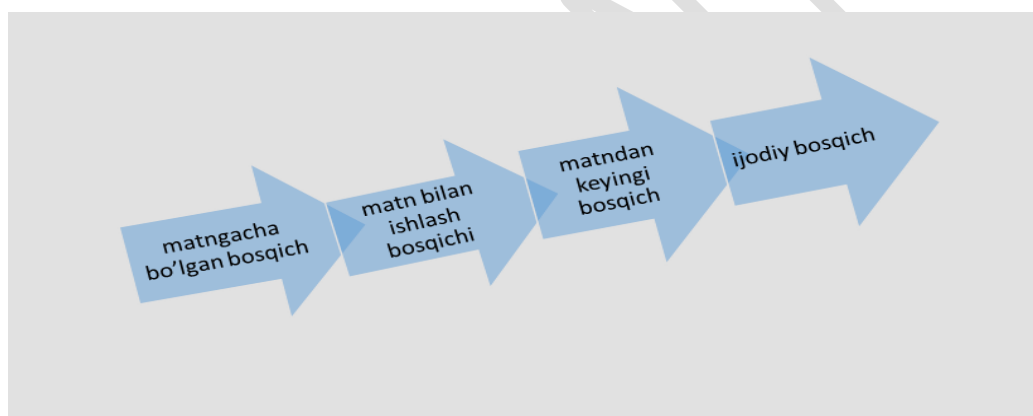 matngacha
bo'lgan bosqich
matn bilan
ishlash
bosqichi
matndan
keyingi
bosqich
ijodiy bosqich